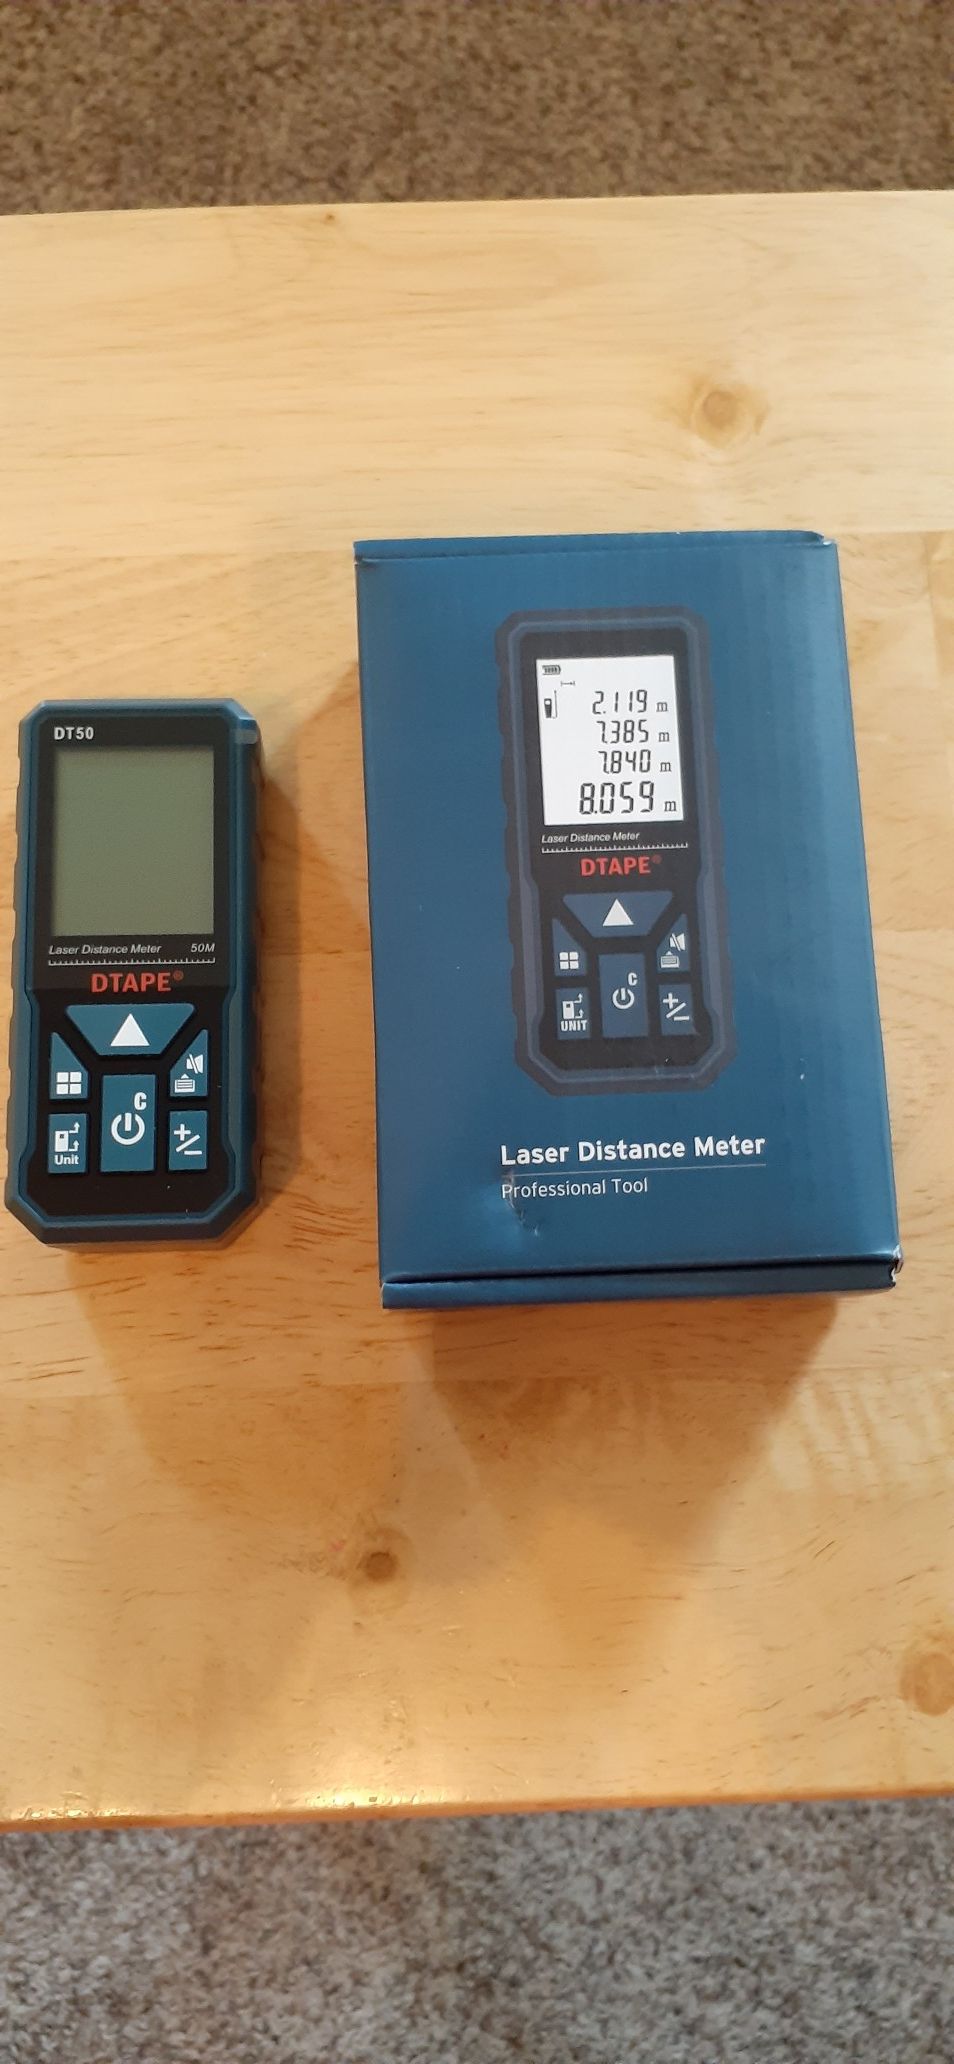 DT50
Laser Distance Meter 50M
DTAPE®
C
Unit
+/-
2.119 m
7.385 m
7.840 m
8.059 m
Laser Distance Meter
DTAPE®
C
UNIT
+/-
Laser Distance Meter
Professional Tool